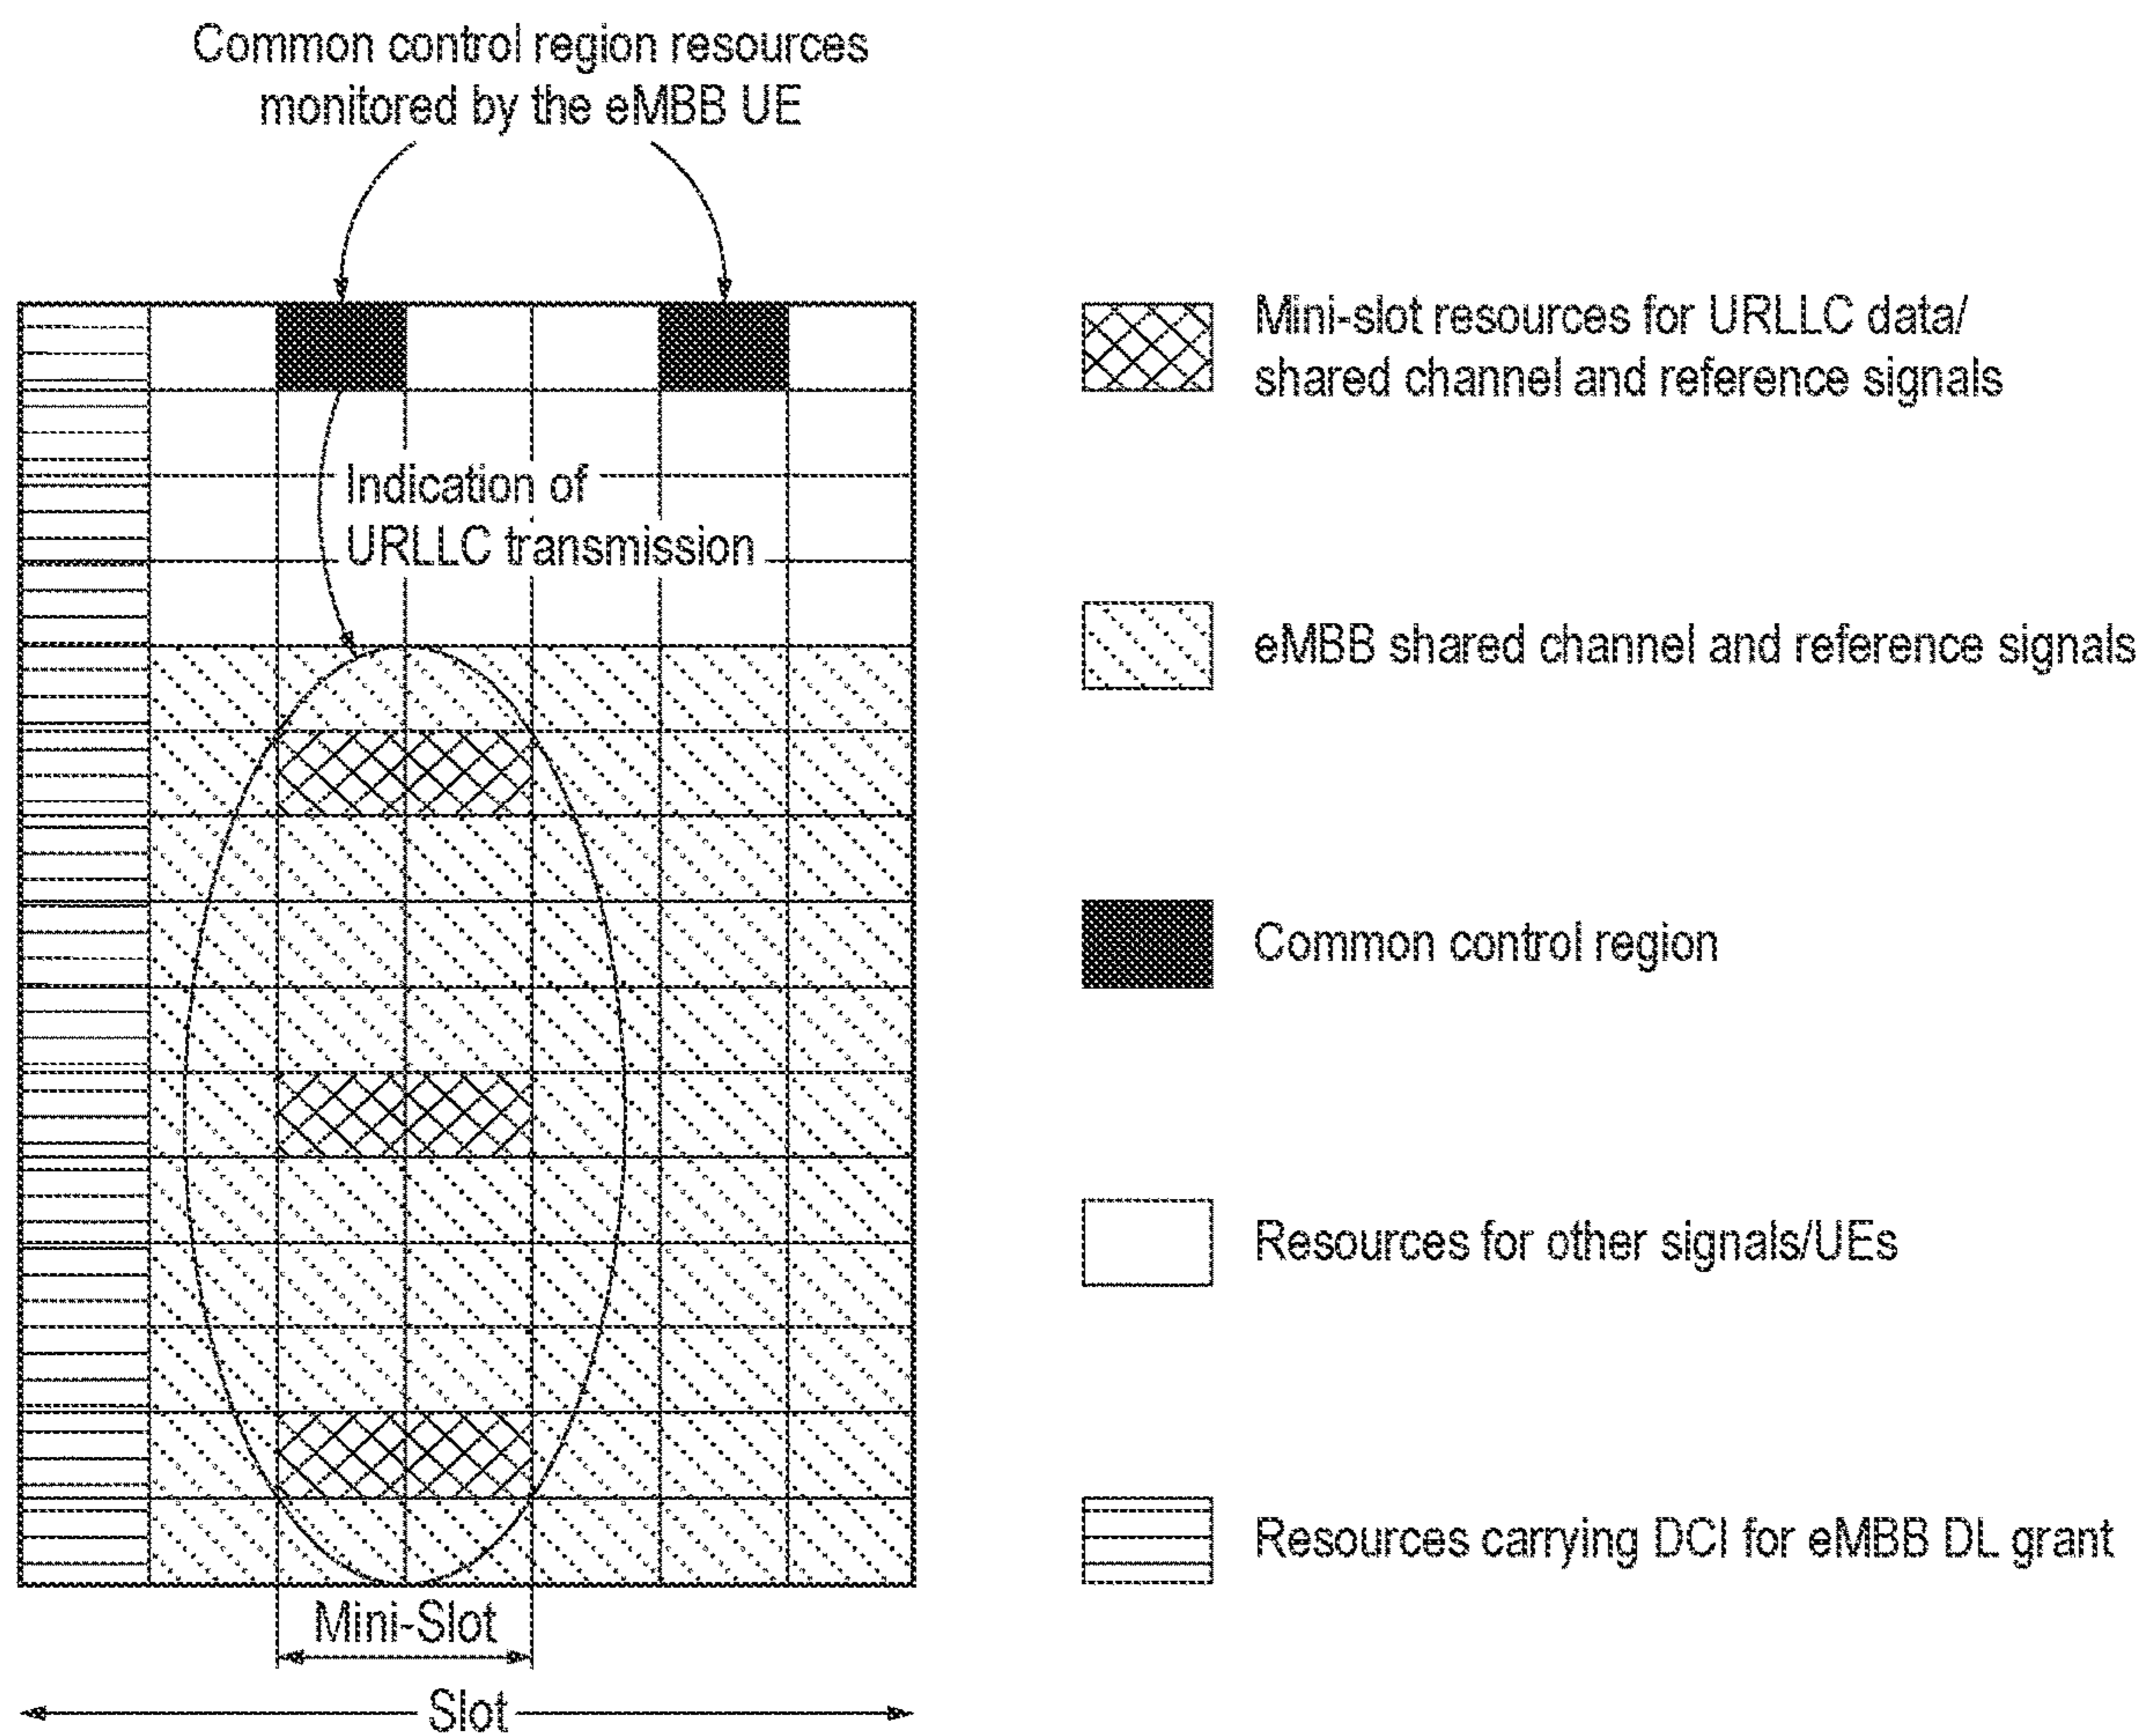 Common control region resources
monitored by the eMBB UE
Indication of
URLLC transmission
Mini-Slot
Slot
Mini-slot resources for URLLC data/
shared channel and reference signals
eMBB shared channel and reference signals
Common control region
Resources for other signals/UEs
Resources carrying DCI for eMBB DL grant